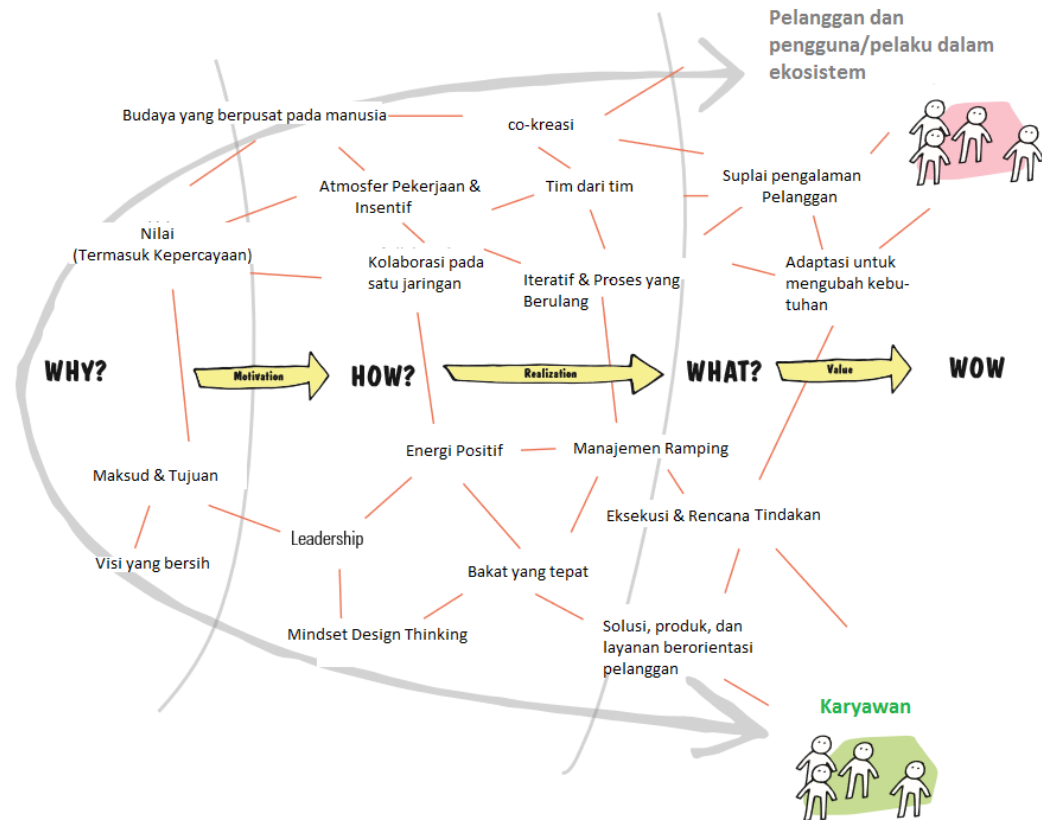 Pelanggan dan
pengguna/pelaku dalam
ekosistem
Budaya yang berpusat pada manusia
co-kreasi
Atmosfer Pekerjaan &
Insentif
Tim dari tim
Suplai pengalaman
Pelanggan
Nilai
(Termasuk Kepercayaan)
Kolaborasi pada
satu jaringan
Iteratif & Proses yang
Berulang
Adaptasi untuk
mengubah kebu-
tuhan
WHY?
Motivation
HOW?
Realization
WHAT?
Value
WOW
Energi Positif
Manajemen Ramping
Maksud & Tujuan
Eksekusi & Rencana Tindakan
Leadership
Visi yang bersih
Bakat yang tepat
Mindset Design Thinking
Solusi, produk, dan
layanan berorientasi
pelanggan
Karyawan